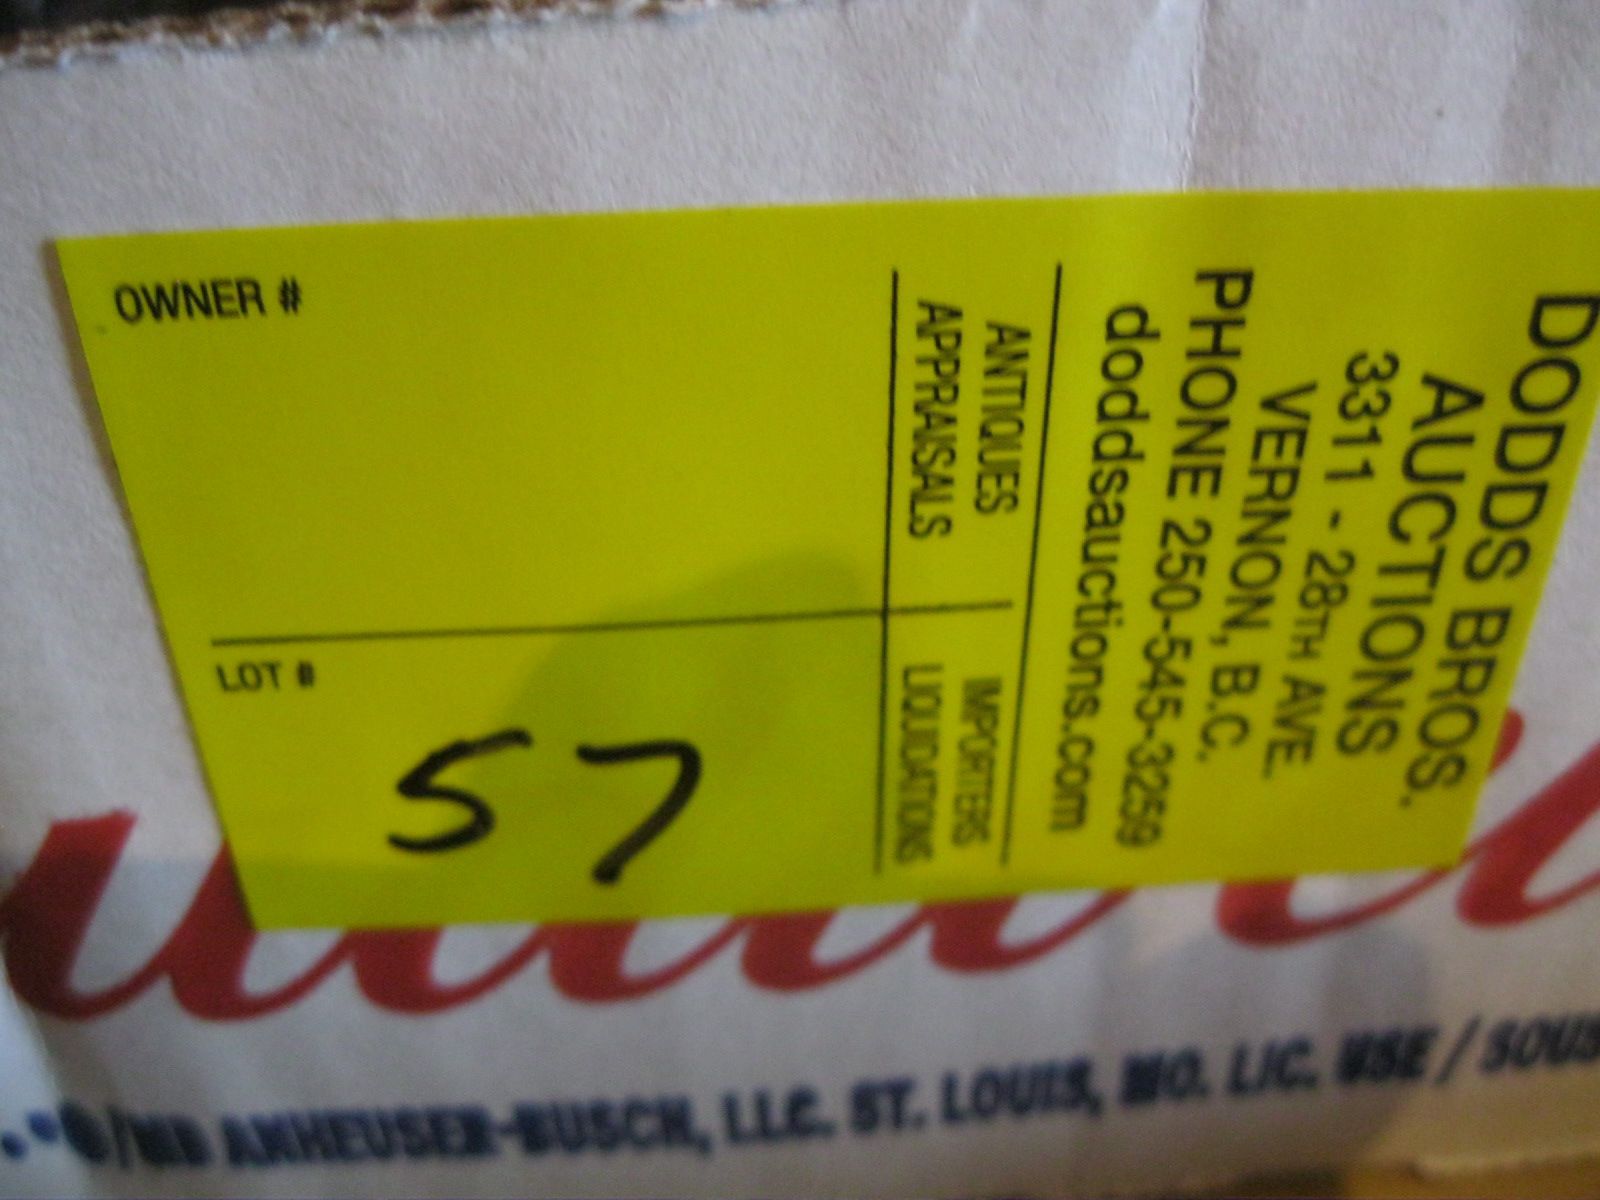 DODDS BROS.
AUCTIONS
3311 - 28TH AVE.
VERNON, B.C.
PHONE 250-545-3259
doddsauctions.com
ANTIQUES
APPRAISALS
IMPORTERS
LIQUIDATIONS
OWNER #
LOT #
57
ANHEUSER-BUSCH, LLC. ST. LOUIS, MO. LIC. USE / SOUS